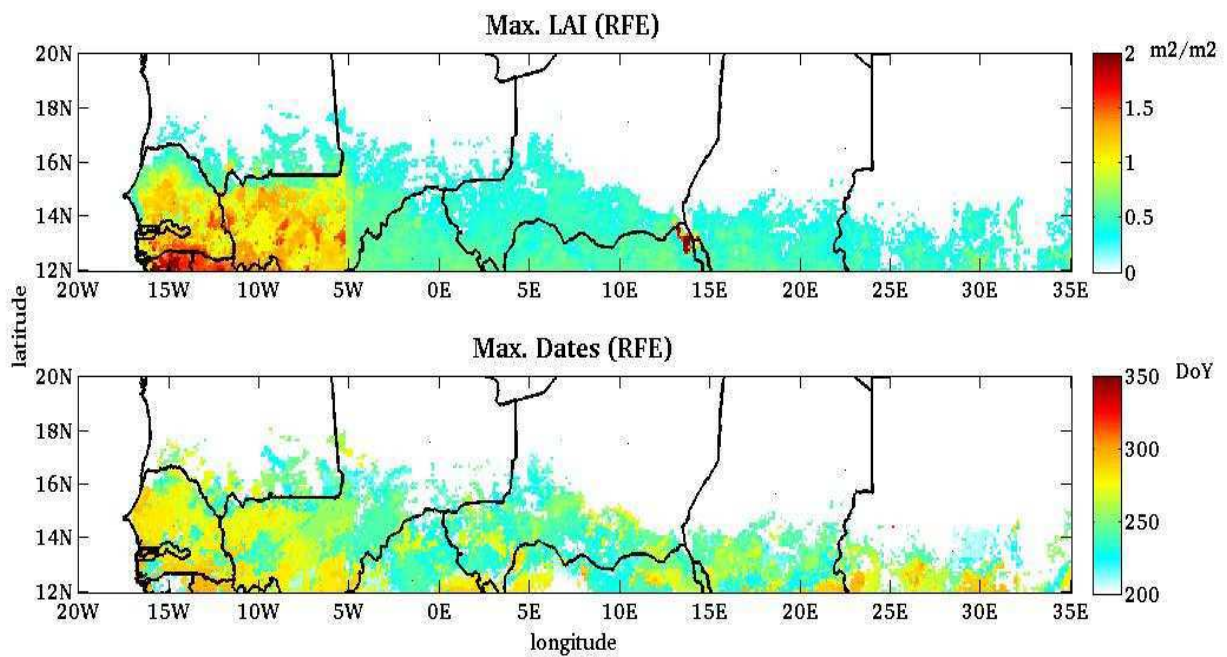 Max. LAI (RFE)
20N
18N
16N
14N
12N
20W 15W 10W 5W 0E 5E 10E 15E 20E 25E 30E 35E
2 m2/m2
1.5
1
0.5
0
latitude
Max. Dates (RFE)
20N
18N
16N
14N
12N
20W 15W 10W 5W 0E 5E 10E 15E 20E 25E 30E 35E
350 DoY
300
250
200
longitude